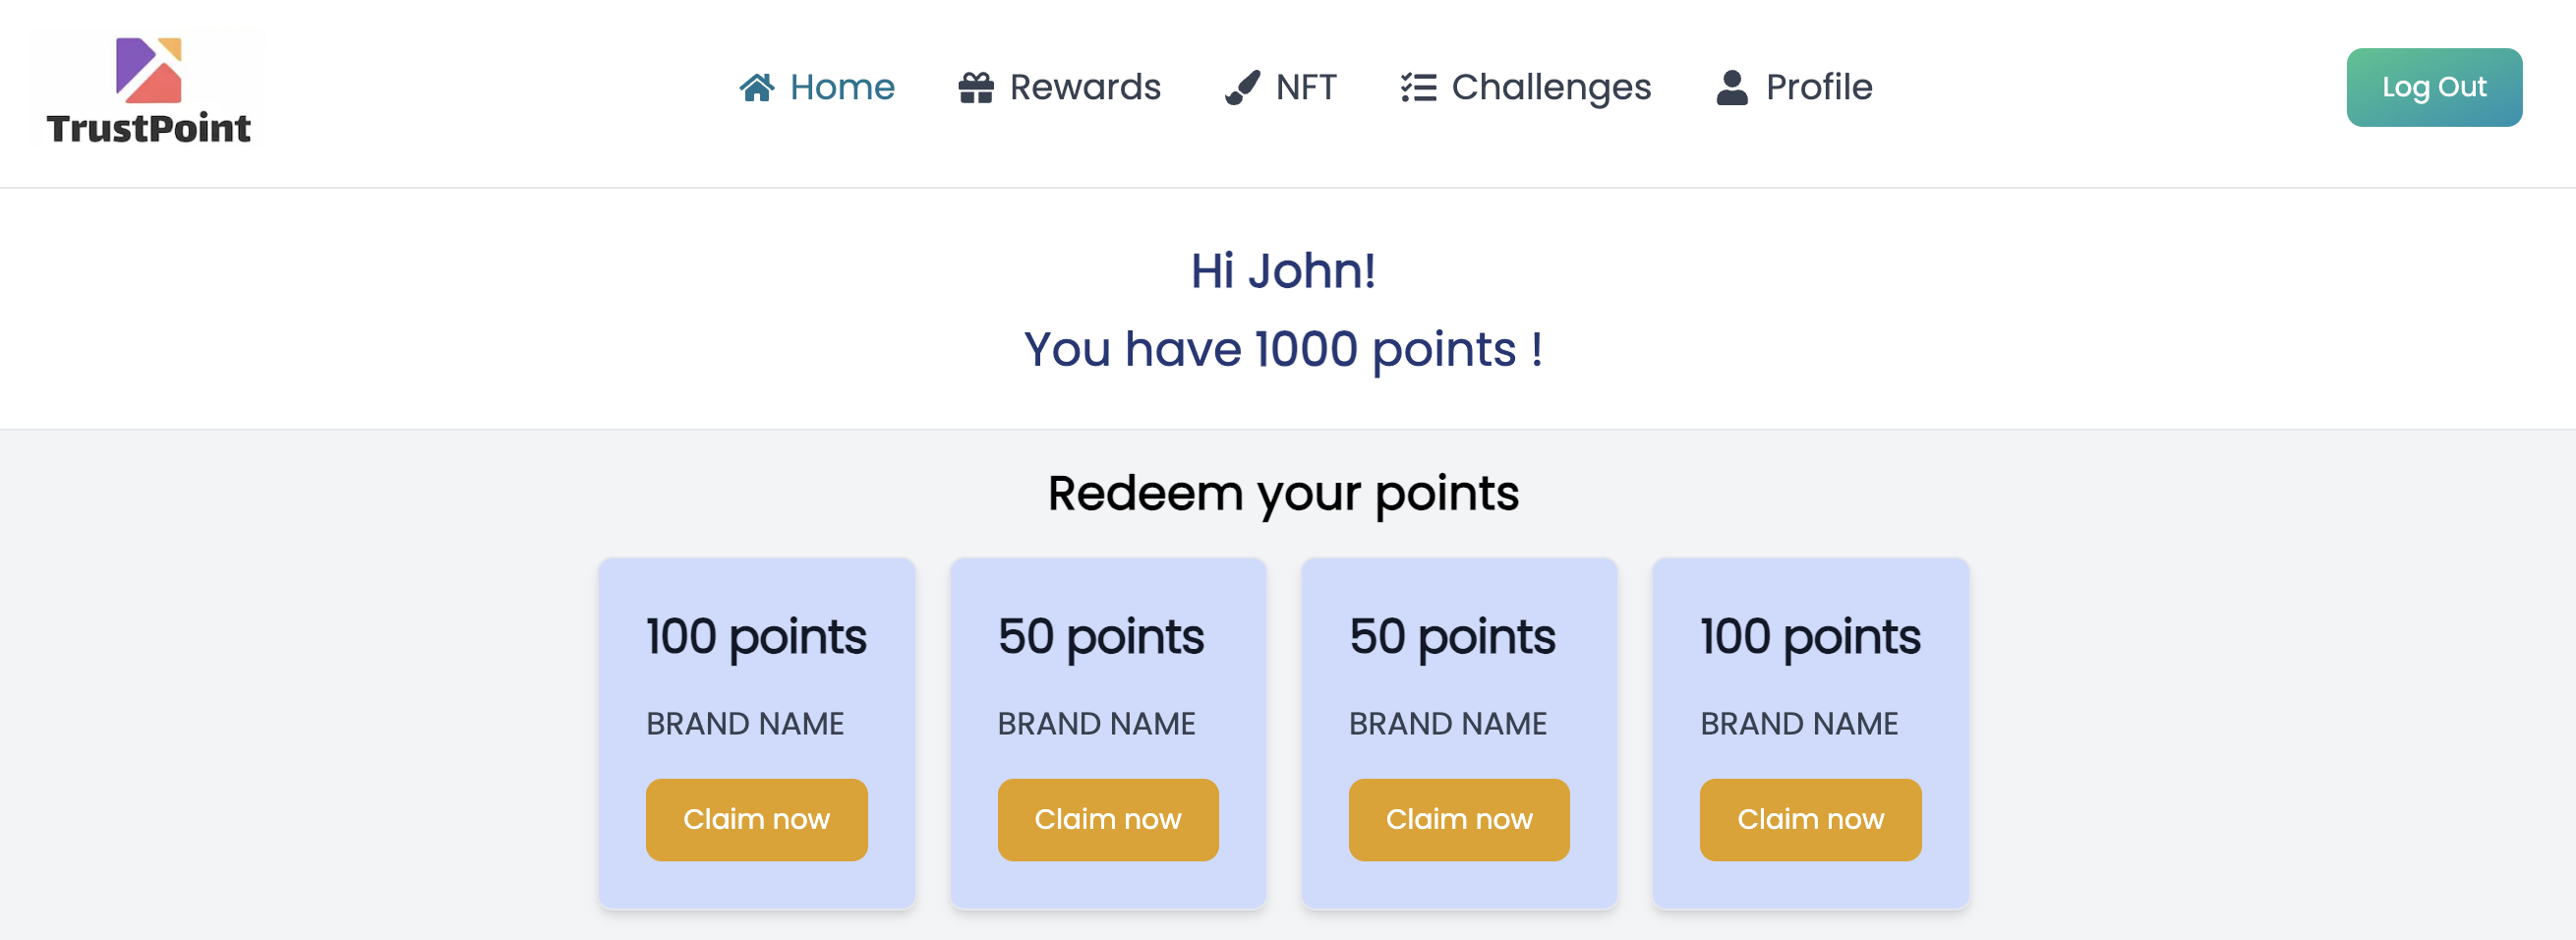 TrustPoint
Home
Rewards
NFT
Challenges
Profile
Log Out
Hi John!
You have 1000 points !
Redeem your points
100 points
BRAND NAME
Claim now
50 points
BRAND NAME
Claim now
50 points
BRAND NAME
Claim now
100 points
BRAND NAME
Claim now